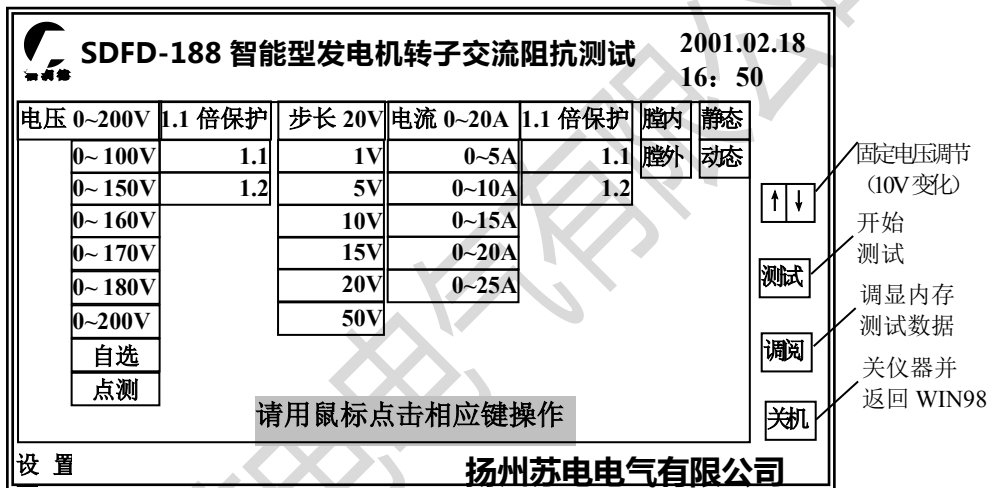 SDFD-188 智能型发电机转子交流阻抗测试
2001.02.18
16：50
电压 0~200V 1.1 倍保护 步长 20V 电流 0~20A 1.1 倍保护 膛内 静态
0~100V 1.1 1V 0~5A 1.1 膛外 动态
0~150V 1.2 5V 0~10A 1.2
0~160V 10V 0~15A
0~170V 15V 0~20A
0~180V 20V 0~25A
0~200V 50V
自选
点测
请用鼠标点击相应键操作
↑ ↓
测试
调阅
关机
固定电压调节
（10V 变化）
开始
测试
调显内存
测试数据
关仪器并
返回 WIN98
设 置
扬州苏电电气有限公司
电气有限公